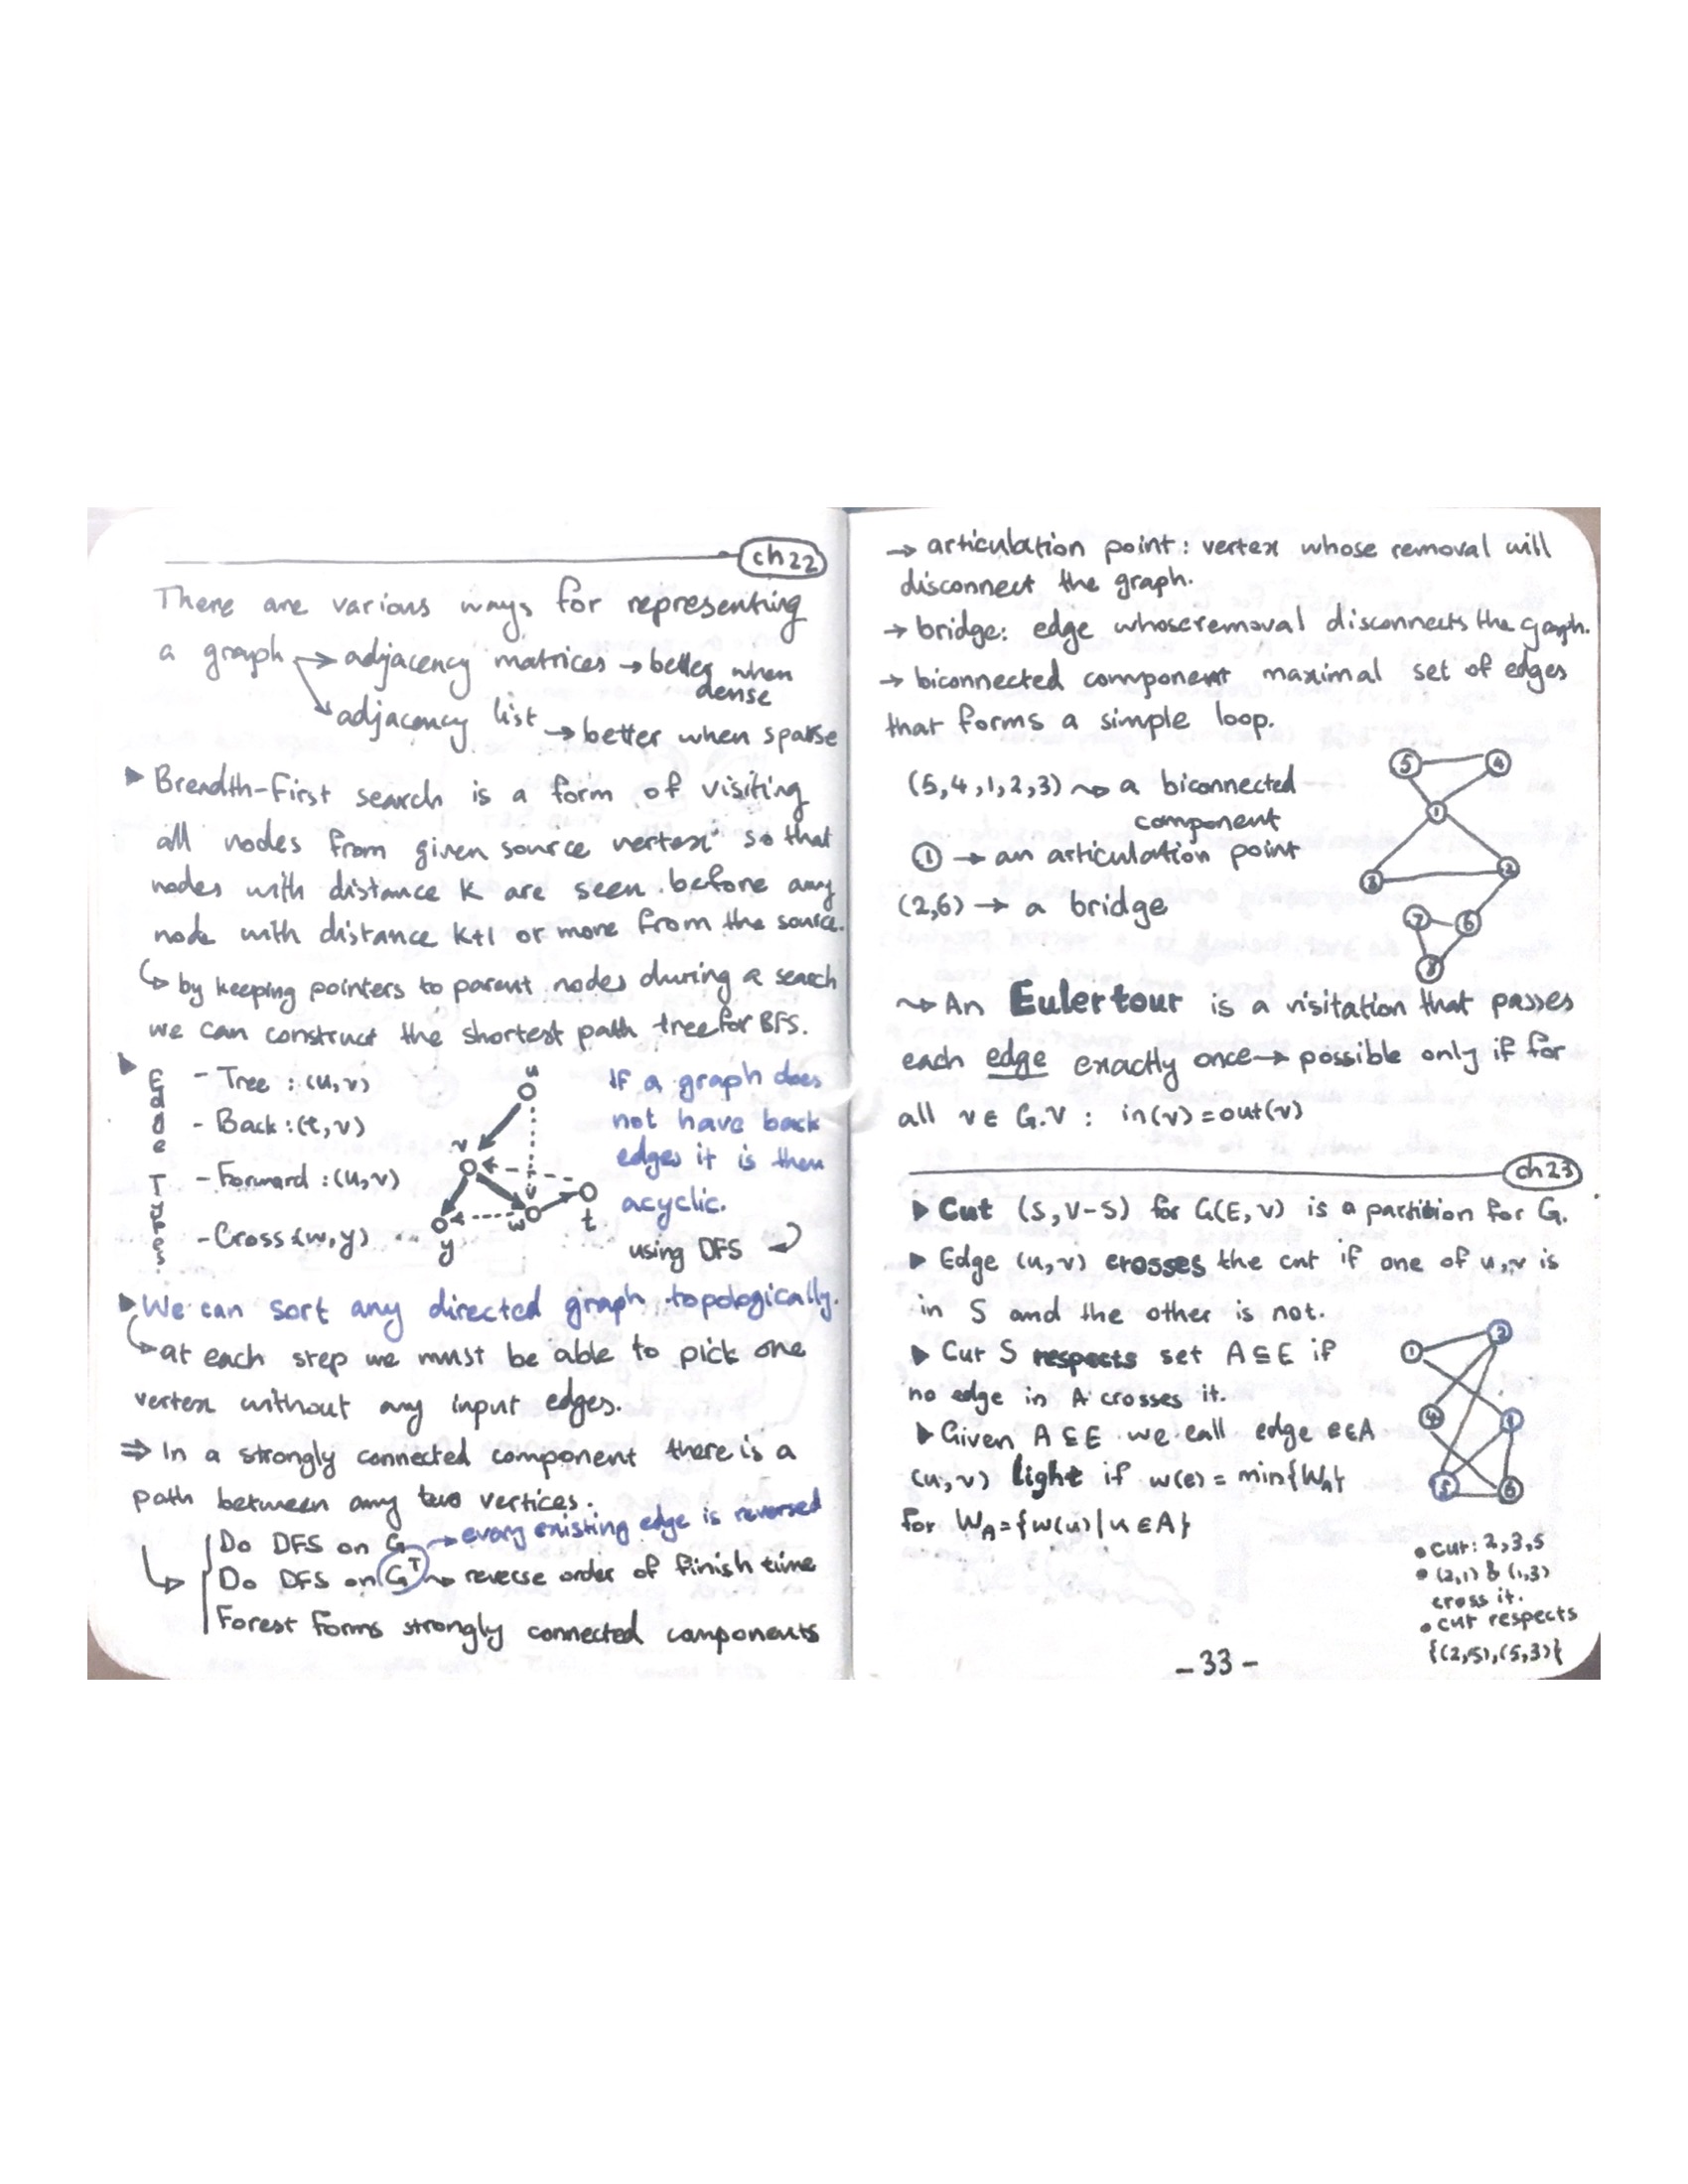 ch22
There are various ways for representing
a graph → adjacency matrices → better when
dense
adjacency list → better when sparse
▶ Breadth-First search is a form of visiting
all nodes from given source vertex so that
nodes with distance k are seen before any
node with distance k+1 or more from the source.
↳ by keeping pointers to parent nodes during a search
we can construct the shortest path tree for BFS.
▶ Edge Types:
- Tree : (u,v)
- Back : (t,v)
- Forward : (u,v)
- Cross : (w,y)
u
v
w
t
y
If a graph does
not have back
edges it is then
acyclic.
using DFS
▶ We can sort any directed graph topologically.
↳ at each step we must be able to pick one
vertex without any input edges.
⇒ In a strongly connected component there is a
path between any two vertices.
Do DFS on G → every existing edge is reversed
Do DFS on Gᵀ ⇝ reverse order of finish time
Forest Forms strongly connected components
→ articulation point : vertex whose removal will
disconnect the graph.
→ bridge: edge whose removal disconnects the graph.
→ biconnected component maximal set of edges
that forms a simple loop.
(5,4,1,2,3) ⇝ a biconnected
component
① → an articulation point
(2,6) → a bridge
5 4
1
3 2
7 6
8
⇝ An Euler tour is a visitation that passes
each edge exactly once → possible only if for
all v ∈ G.V : in(v) = out(v)
ch23
▶ Cut (S, V-S) for G(E,V) is a partition for G.
▶ Edge (u,v) crosses the cut if one of u,v is
in S and the other is not.
▶ Cut S respects set A ⊆ E if
no edge in A crosses it.
▶ Given A ⊆ E we call edge e∈A
(u,v) light if w(e) = min{W_A}
for W_A = {w(u) | u ∈ A}
1
4
5 6
• cut: 2,3,5
• (2,1) & (1,3)
cross it.
• cut respects
{(2,5),(5,3)}
- 33 -